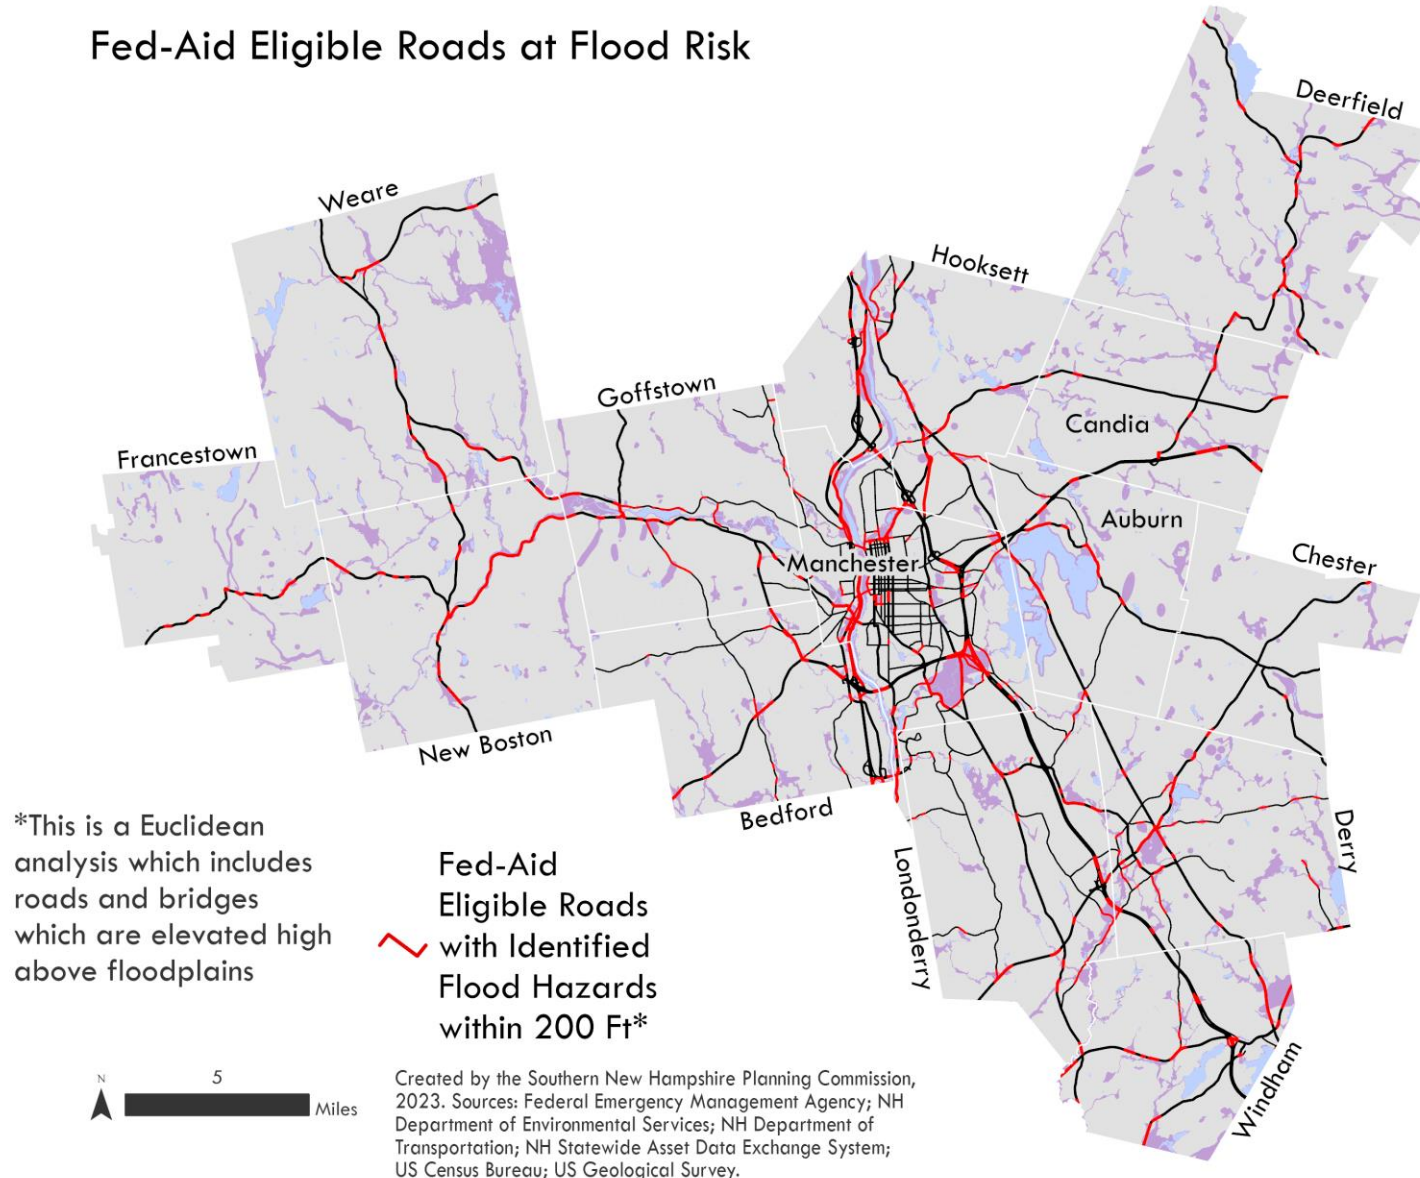 Fed-Aid Eligible Roads at Flood Risk
Deerfield
Weare
Hooksett
Goffstown
Candia
Francestown
Auburn
Chester
Manchester
New Boston
Bedford
Derry
Londonderry
Windham
*This is a Euclidean
analysis which includes
roads and bridges
which are elevated high
above floodplains
Fed-Aid
Eligible Roads
with Identified
Flood Hazards
within 200 Ft*
N
5
Miles
Created by the Southern New Hampshire Planning Commission,
2023. Sources: Federal Emergency Management Agency; NH
Department of Environmental Services; NH Department of
Transportation; NH Statewide Asset Data Exchange System;
US Census Bureau; US Geological Survey.